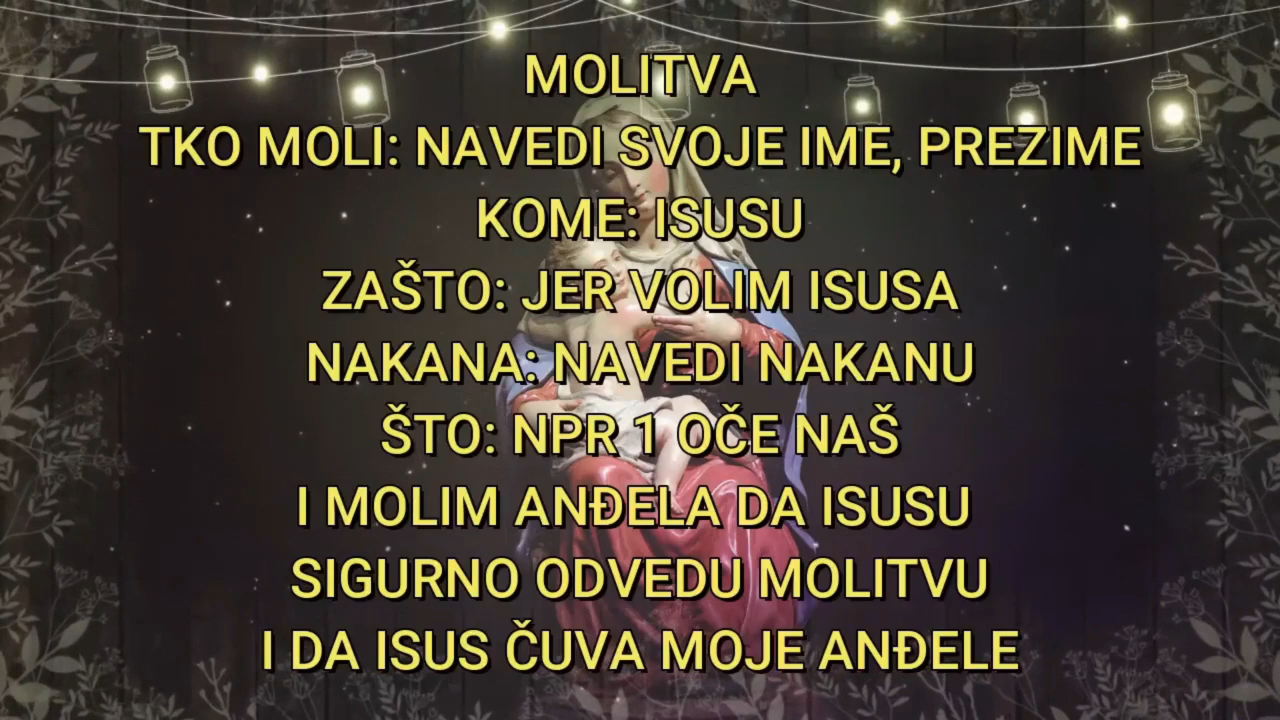 MOLITVA
TKO MOLI: NAVEDI SVOJE IME, PREZIME
KOME: ISUSU
ZAŠTO: JER VOLIM ISUSA
NAKANA: NAVEDI NAKANU
ŠTO: NPR 1 OČE NAŠ
I MOLIM ANĐELA DA ISUSU
SIGURNO ODVEDU MOLITVU
I DA ISUS ČUVA MOJE ANĐELE